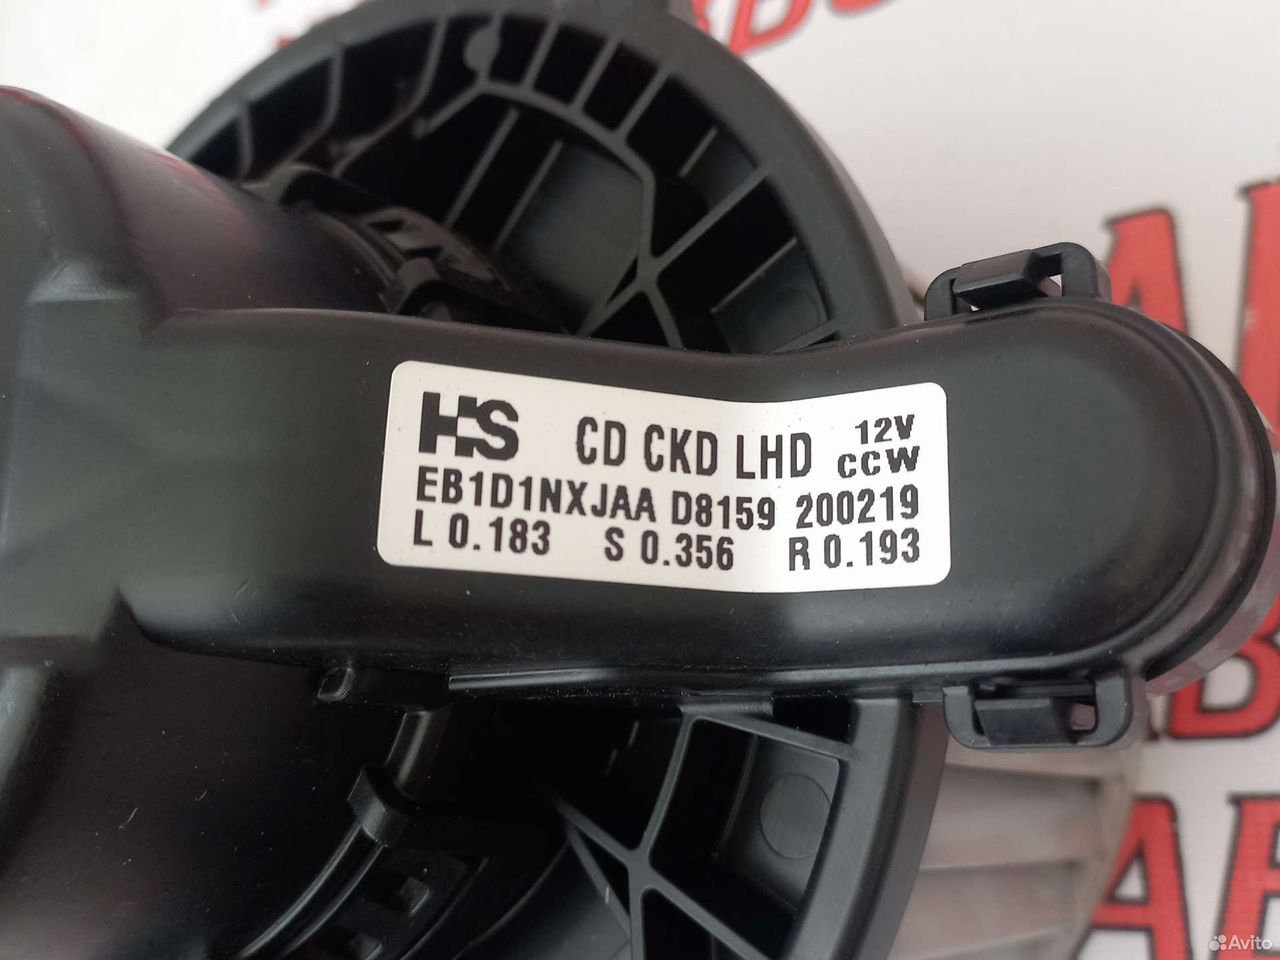 HS CD CKD LHD 12V
CCW
EB1D1NXJAA D8159 200219
L 0.183 S 0.356 R 0.193
Avito